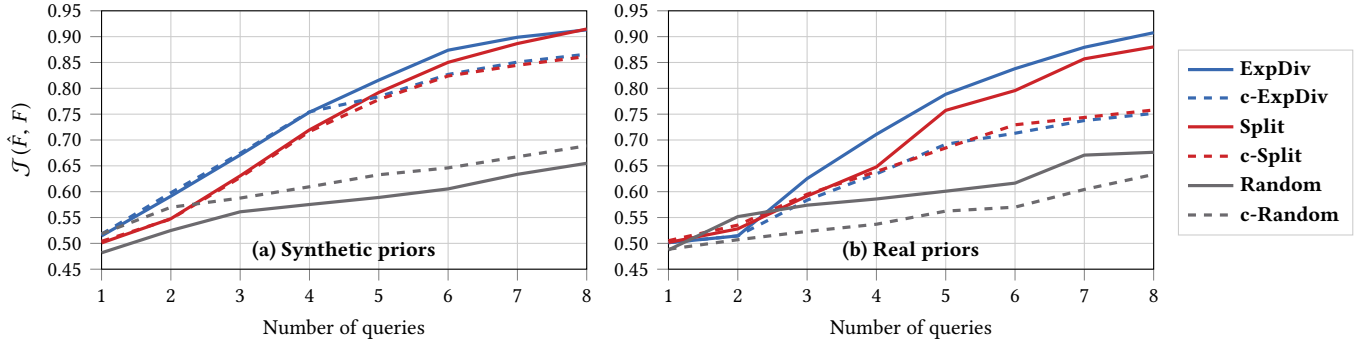 0.95
0.90
0.85
0.80
0.75
0.70
0.65
0.60
0.55
0.50
0.45
𝒥 (F̂, F)
(a) Synthetic priors
1 2 3 4 5 6 7 8
Number of queries
0.95
0.90
0.85
0.80
0.75
0.70
0.65
0.60
0.55
0.50
0.45
(b) Real priors
1 2 3 4 5 6 7 8
Number of queries
ExpDiv
c-ExpDiv
Split
c-Split
Random
c-Random